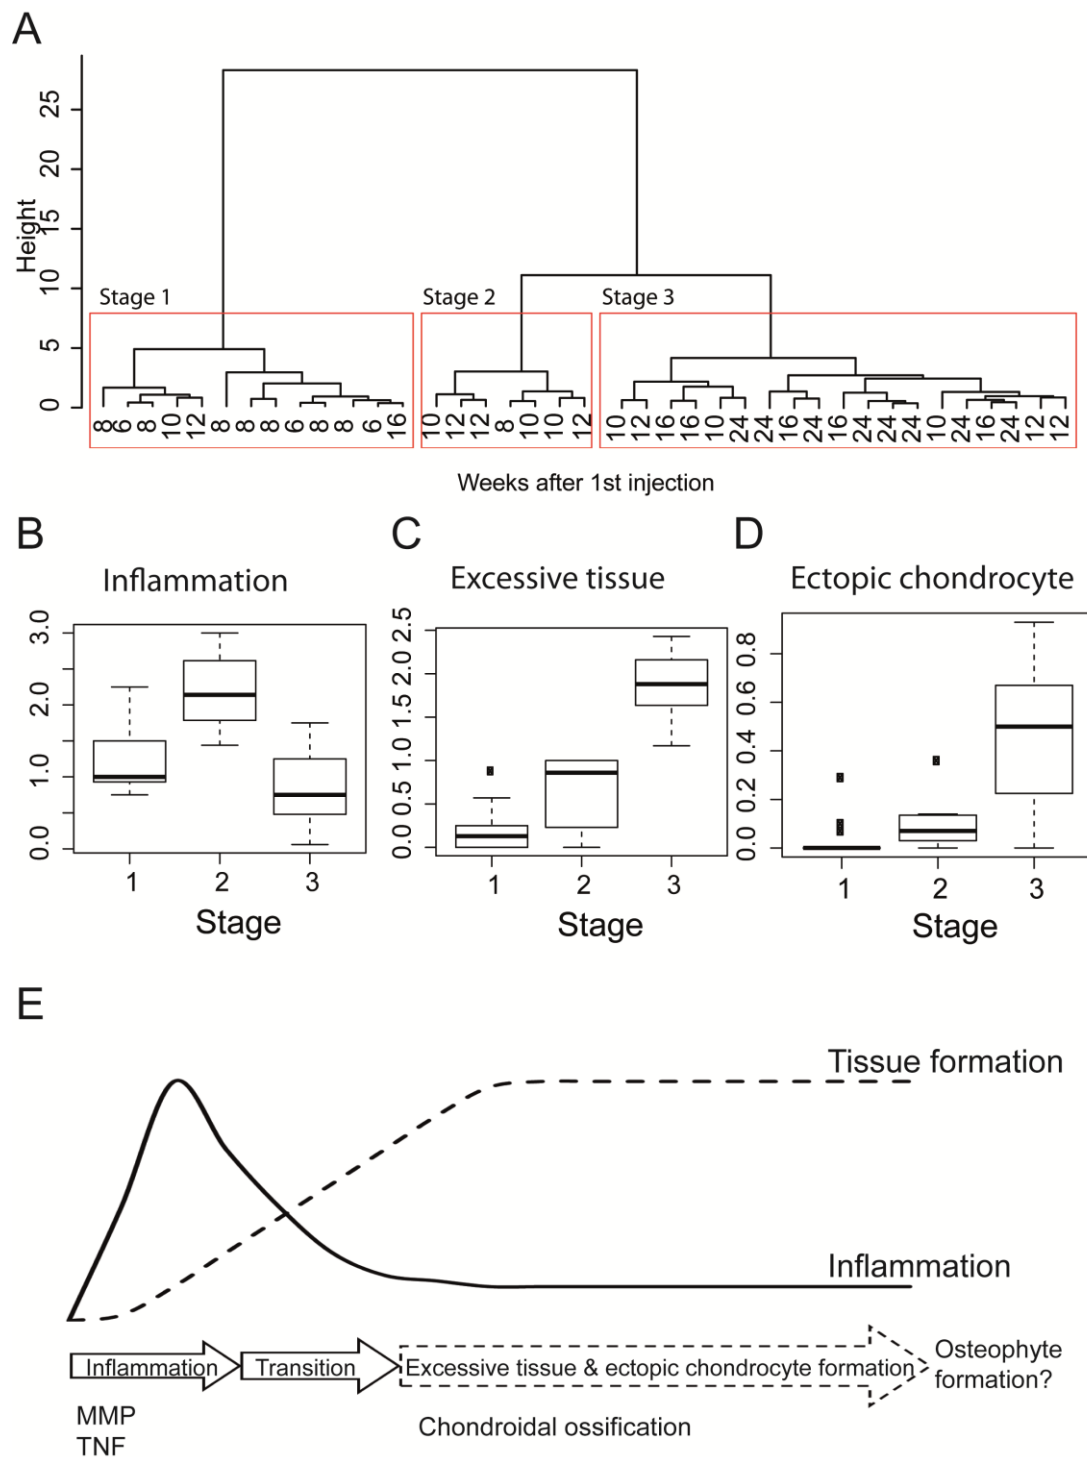 A
Height
25
20
15
10
5
0
Stage 1
Stage 2
Stage 3
8 6 8 10 12 8 8 8 6 8 8 6 16
10 12 12 8 10 10 12
10 12 16 16 10 24 24 16 24 16 24 24 24 10 24 16 24 12 12
Weeks after 1st injection
B
Inflammation
3.0
2.0
1.0
0.0
1 2 3
Stage
C
Excessive tissue
2.5
2.0
1.5
1.0
0.5
0.0
1 2 3
Stage
D
Ectopic chondrocyte
0.8
0.6
0.4
0.2
0.0
1 2 3
Stage
E
Tissue formation
Inflammation
Inflammation
Transition
Excessive tissue & ectopic chondrocyte formation
Osteophyte
formation?
MMP
TNF
Chondroidal ossification